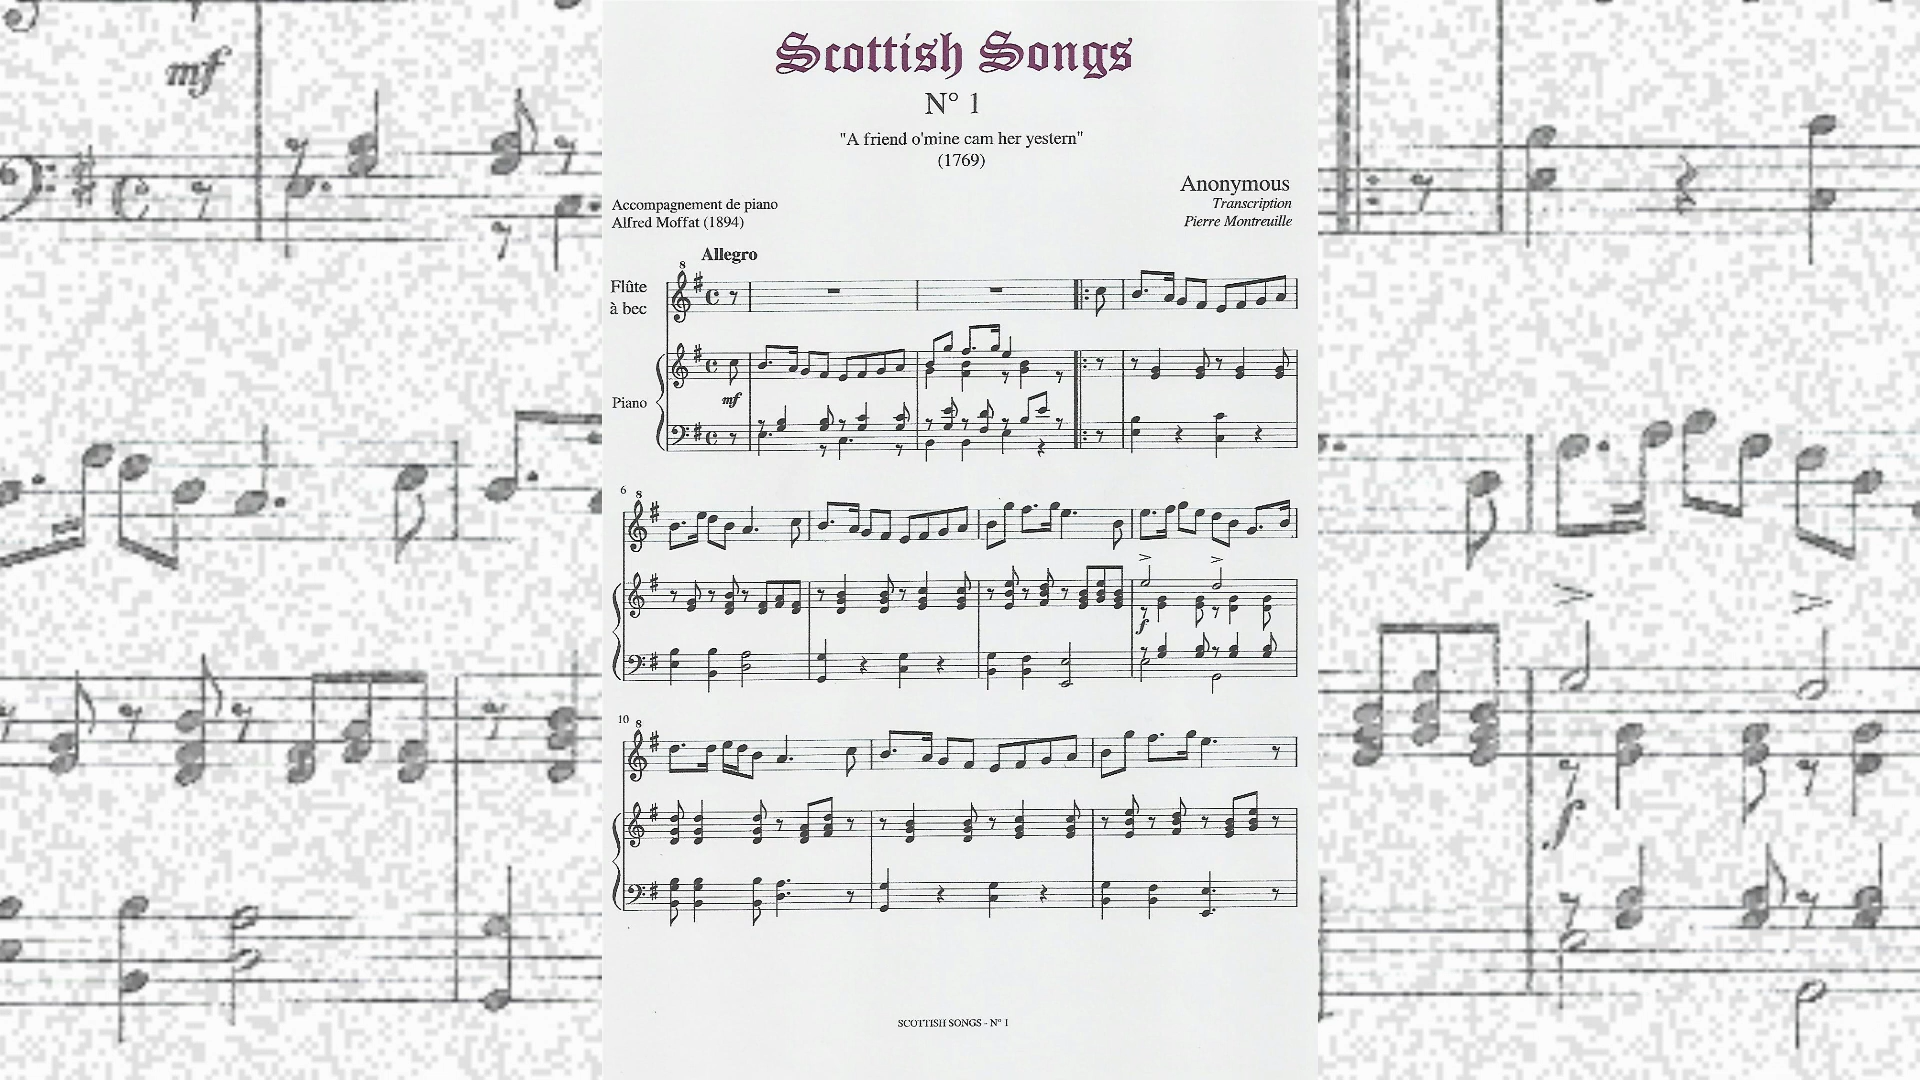 Scottish Songs
N° 1
"A friend o'mine cam her yestern"
(1769)
Anonymous
Accompagnement de piano
Transcription
Alfred Moffat (1894)
Pierre Montreuille
Allegro
8
Flûte
à bec
mf
Piano
6 8
f
10 8
SCOTTISH SONGS - N° 1
mf
f